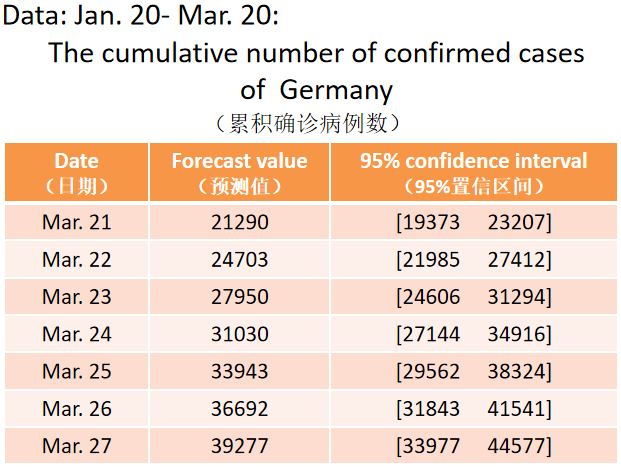 Data: Jan. 20- Mar. 20:
The cumulative number of confirmed cases
of Germany
（累积确诊病例数）
Date Forecast value 95% confidence interval
（日期） （预测值） （95%置信区间）
Mar. 21 21290 [19373 23207]
Mar. 22 24703 [21985 27412]
Mar. 23 27950 [24606 31294]
Mar. 24 31030 [27144 34916]
Mar. 25 33943 [29562 38324]
Mar. 26 36692 [31843 41541]
Mar. 27 39277 [33977 44577]